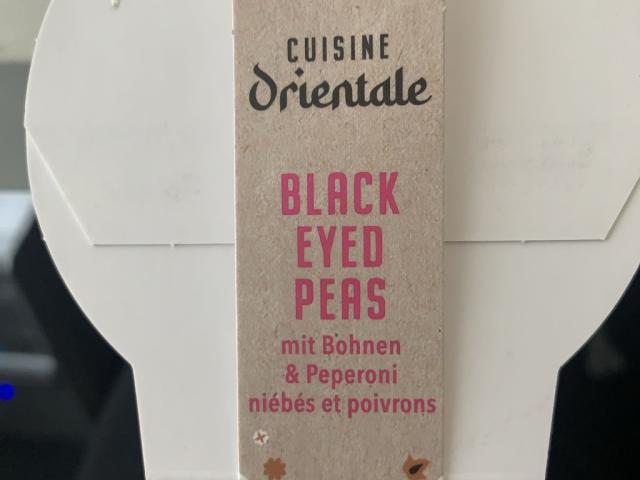 CUISINE
Orientale
BLACK
EYED
PEAS
mit Bohnen
& Peperoni
niébés et poivrons